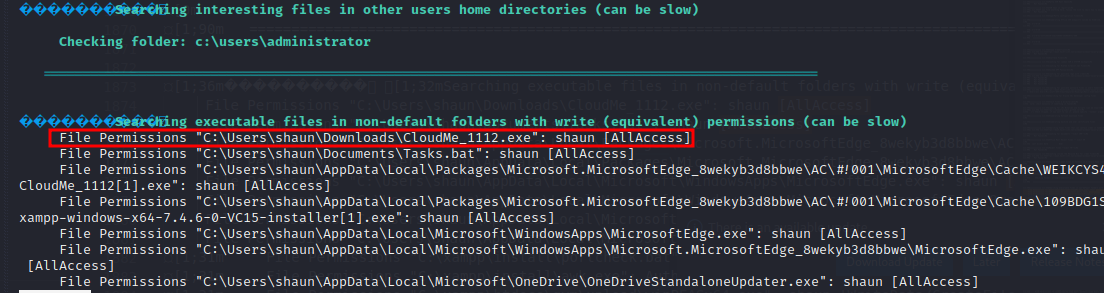 Searching interesting files in other users home directories (can be slow)
Checking folder: c:\users\administrator
Searching executable files in non-default folders with write (equivalent) permissions (can be slow)
File Permissions "C:\Users\shaun\Downloads\CloudMe_1112.exe": shaun [AllAccess]
File Permissions "C:\Users\shaun\Documents\Tasks.bat": shaun [AllAccess]
File Permissions "C:\Users\shaun\AppData\Local\Packages\Microsoft.MicrosoftEdge_8wekyb3d8bbwe\AC\#!001\MicrosoftEdge\Cache\WEIKCYS4
CloudMe_1112[1].exe": shaun [AllAccess]
File Permissions "C:\Users\shaun\AppData\Local\Packages\Microsoft.MicrosoftEdge_8wekyb3d8bbwe\AC\#!001\MicrosoftEdge\Cache\109BDG1S
xampp-windows-x64-7.4.6-0-VC15-installer[1].exe": shaun [AllAccess]
File Permissions "C:\Users\shaun\AppData\Local\Microsoft\WindowsApps\MicrosoftEdge.exe": shaun [AllAccess]
File Permissions "C:\Users\shaun\AppData\Local\Microsoft\WindowsApps\Microsoft.MicrosoftEdge_8wekyb3d8bbwe\MicrosoftEdge.exe": shau
[AllAccess]
File Permissions "C:\Users\shaun\AppData\Local\Microsoft\OneDrive\OneDriveStandaloneUpdater.exe": shaun [AllAccess]